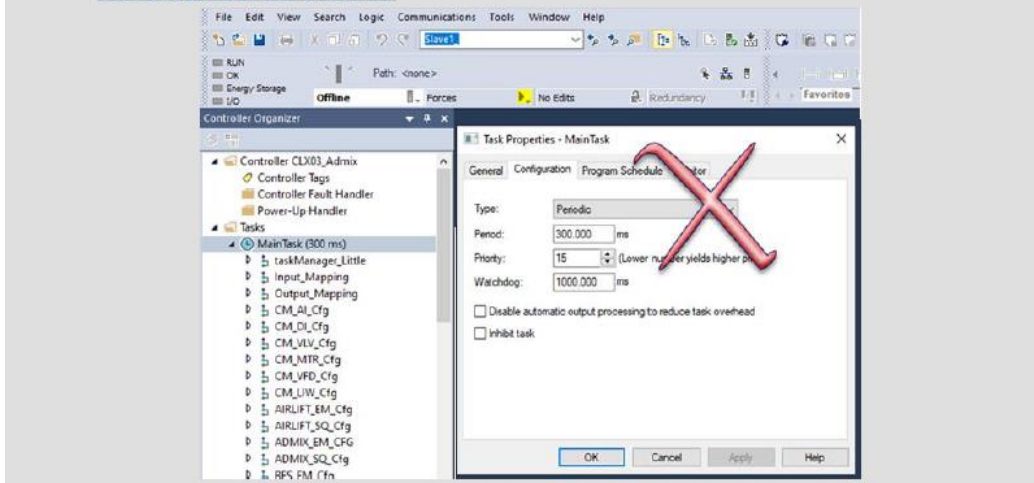 File Edit View Search Logic Communications Tools Window Help
Slave1,
RUN
OK
Energy Storage
I/O
Path: <none>
Offline
Forces
No Edits
Redundancy
Favorites
Controller Organizer
Controller CLX03_Admix
Controller Tags
Controller Fault Handler
Power-Up Handler
Tasks
MainTask (300 ms)
taskManager_Little
Input_Mapping
Output_Mapping
CM_AI_Cfg
CM_DI_Cfg
CM_VLV_Cfg
CM_MTR_Cfg
CM_VFD_Cfg
CM_LIW_Cfg
AIRLIFT_EM_Cfg
AIRLIFT_SQ_Cfg
ADMIX_EM_CFG
ADMIX_SQ_Cfg
Task Properties - MainTask
General Configuration Program Schedule
Type: Periodic
Period: 300.000 ms
Priority: 15 (Lower number yields higher
Watchdog: 1000.000 ms
Disable automatic output processing to reduce task overhead
Inhibit task
OK Cancel Apply Help